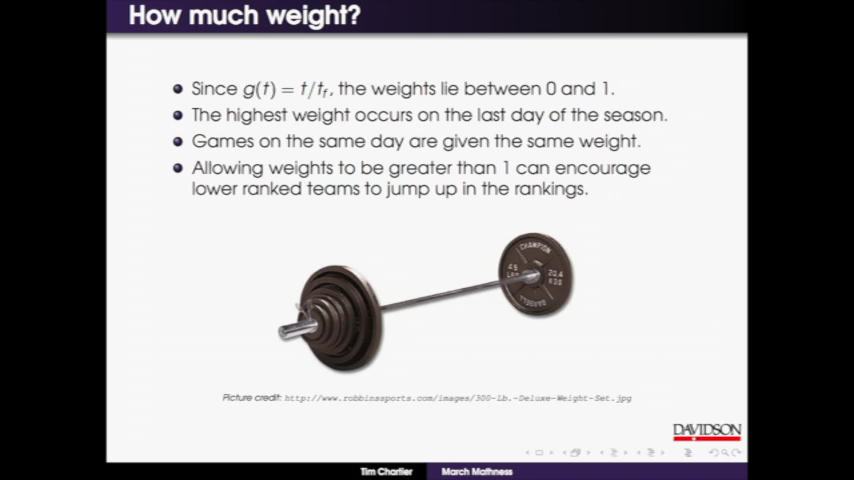 How much weight?
Since g(t) = t/t_f, the weights lie between 0 and 1.
The highest weight occurs on the last day of the season.
Games on the same day are given the same weight.
Allowing weights to be greater than 1 can encourage
lower ranked teams to jump up in the rankings.
CHAMPION
45 20.4
LBS KGS
BARBELL
Picture credit: http://www.robbinssports.com/images/300-Lb.-Deluxe-Weight-Set.jpg
DAVIDSON
Tim Chartier March Mathness